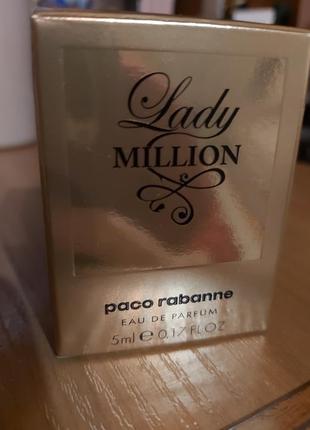 Lady
MILLION
paco rabanne
EAU DE PARFUM
5ml e 0.17 FL.OZ